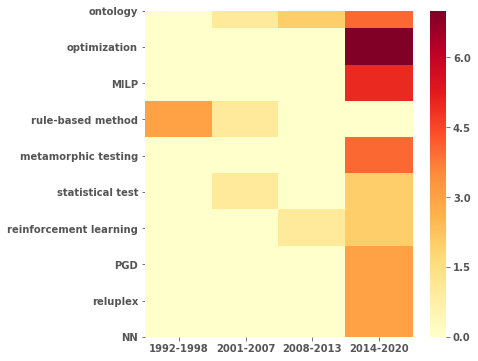 ontology
optimization
MILP
rule-based method
metamorphic testing
statistical test
reinforcement learning
PGD
reluplex
NN
1992-1998 2001-2007 2008-2013 2014-2020
6.0
4.5
3.0
1.5
0.0